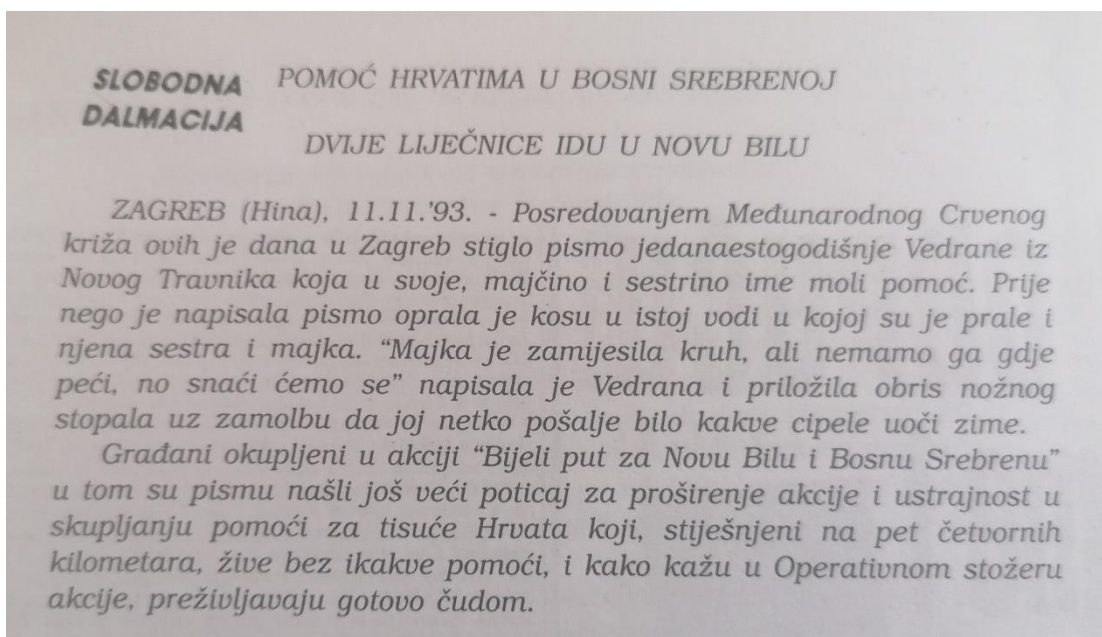 SLOBODNA
DALMACIJA
POMOĆ HRVATIMA U BOSNI SREBRENOJ
DVIJE LIJEČNICE IDU U NOVU BILU
ZAGREB (Hina), 11.11.'93. - Posredovanjem Međunarodnog Crvenog
križa ovih je dana u Zagreb stiglo pismo jedanaestogodišnje Vedrane iz
Novog Travnika koja u svoje, majčino i sestrino ime moli pomoć. Prije
nego je napisala pismo oprala je kosu u istoj vodi u kojoj su je prale i
njena sestra i majka. “Majka je zamijesila kruh, ali nemamo ga gdje
peći, no snaći ćemo se” napisala je Vedrana i priložila obris nožnog
stopala uz zamolbu da joj netko pošalje bilo kakve cipele uoči zime.
Građani okupljeni u akciji “Bijeli put za Novu Bilu i Bosnu Srebrenu”
u tom su pismu našli još veći poticaj za proširenje akcije i ustrajnost u
skupljanju pomoći za tisuće Hrvata koji, stiješnjeni na pet četvornih
kilometara, žive bez ikakve pomoći, i kako kažu u Operativnom stožeru
akcije, preživljavaju gotovo čudom.